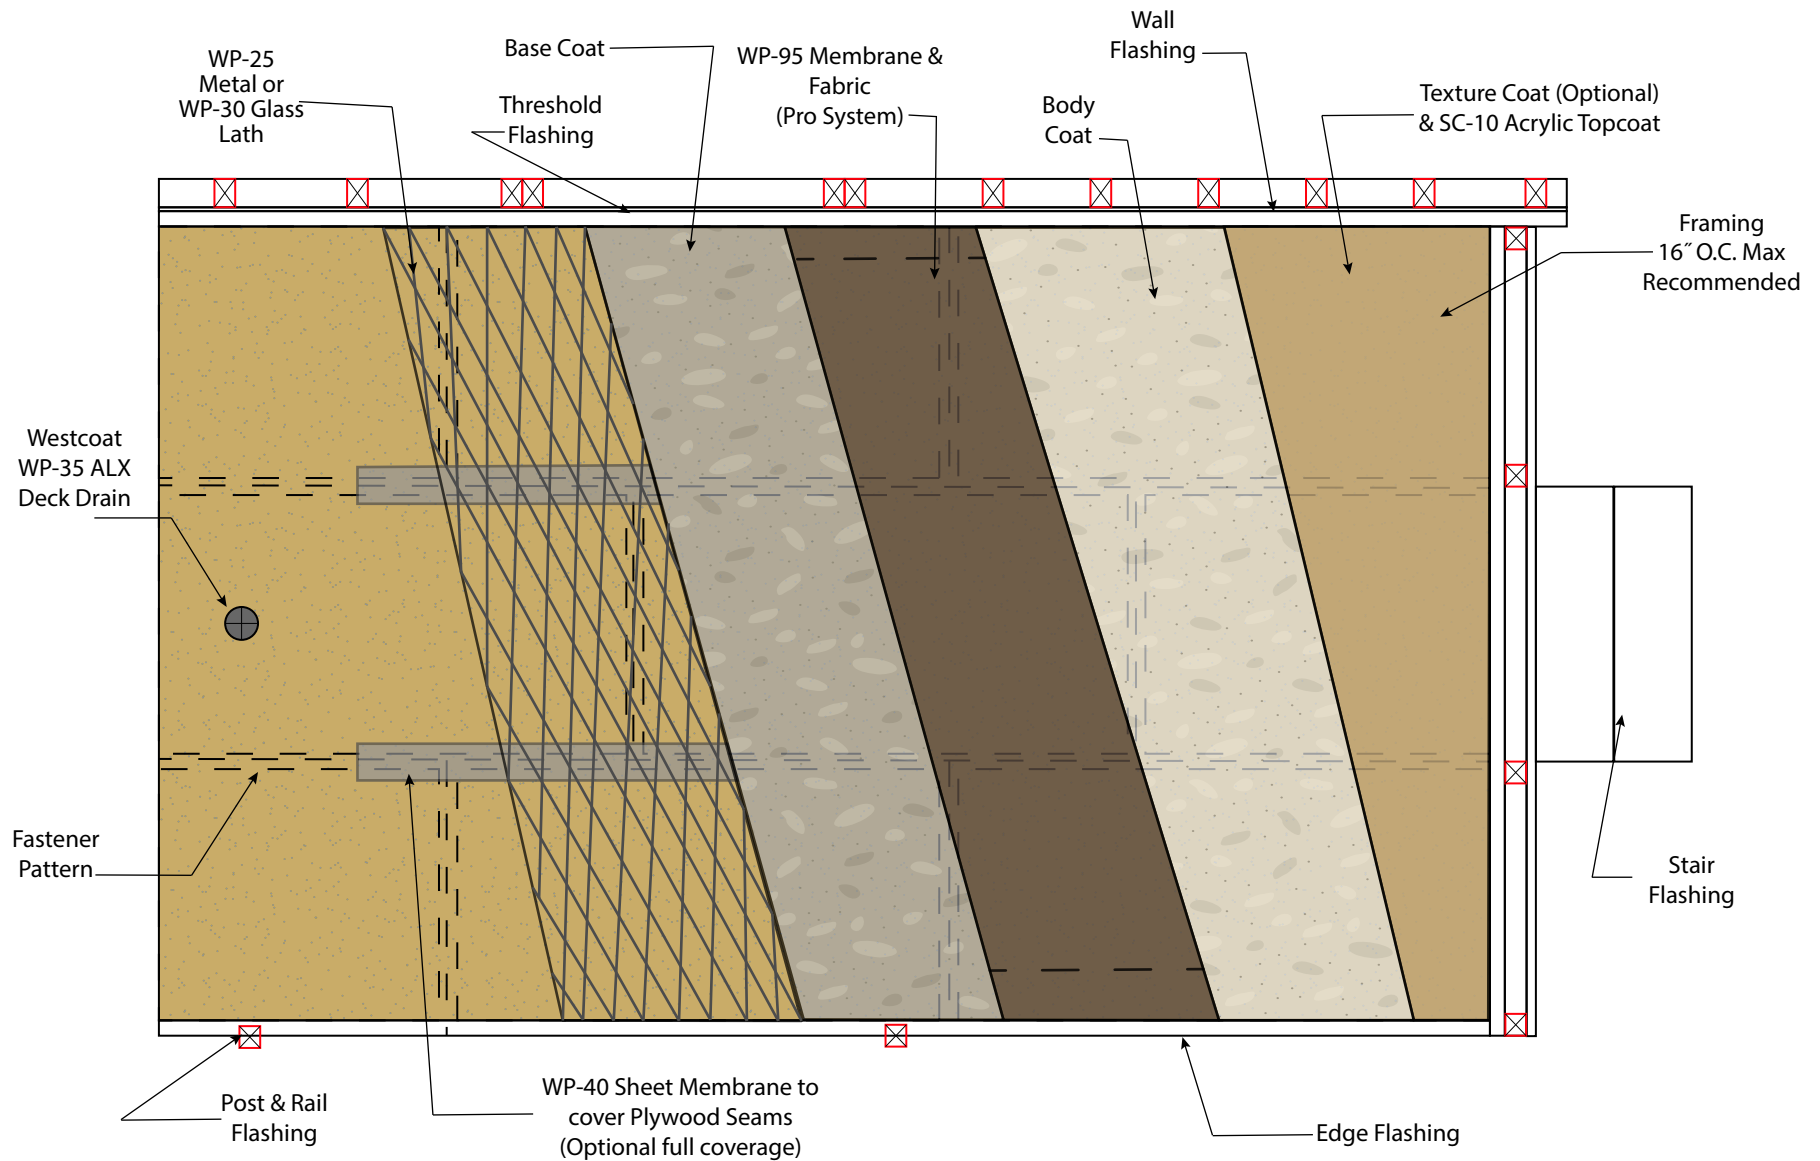 WP-25
Metal or
WP-30 Glass
Lath
Base Coat
Threshold
Flashing
WP-95 Membrane &
Fabric
(Pro System)
Body
Coat
Wall
Flashing
Texture Coat (Optional)
& SC-10 Acrylic Topcoat
Framing
16˝ O.C. Max
Recommended
Westcoat
WP-35 ALX
Deck Drain
Fastener
Pattern
Stair
Flashing
Post & Rail
Flashing
WP-40 Sheet Membrane to
cover Plywood Seams
(Optional full coverage)
Edge Flashing